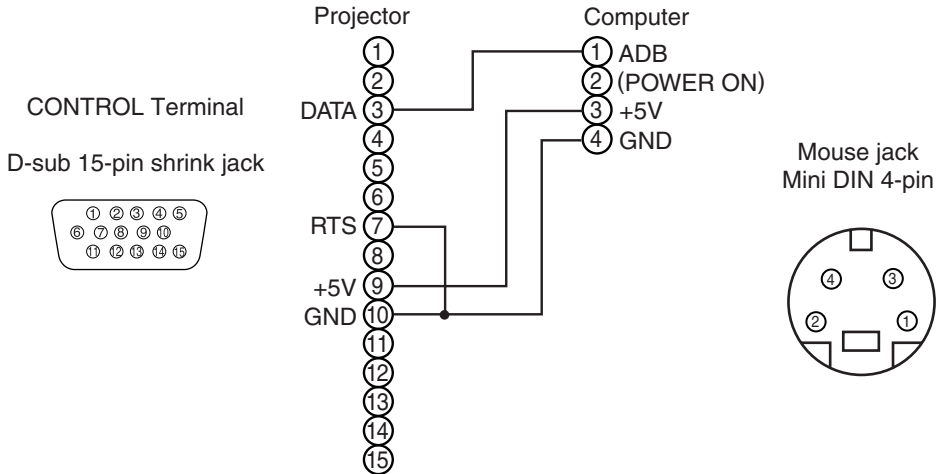 Projector
Computer
CONTROL Terminal
D-sub 15-pin shrink jack
1 2 3 4 5
6 7 8 9 10
11 12 13 14 15
1
2
DATA 3
4
5
6
RTS 7
8
+5V 9
GND 10
11
12
13
14
15
1 ADB
2 (POWER ON)
3 +5V
4 GND
Mouse jack
Mini DIN 4-pin
4 3
2 1